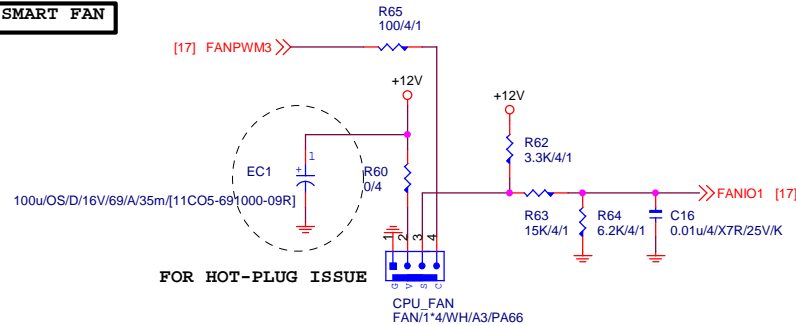 SMART FAN
R65
100/4/1
[17] FANPWM3
+12V
+12V
1
EC1
+
100u/OS/D/16V/69/A/35m/[11CO5-691000-09R]
R60
0/4
R62
3.3K/4/1
FANIO1 [17]
R63
15K/4/1
R64
6.2K/4/1
C16
0.01u/4/X7R/25V/K
1
2
3
4
G
V
S
C
FOR HOT-PLUG ISSUE
CPU_FAN
FAN/1*4/WH/A3/PA66